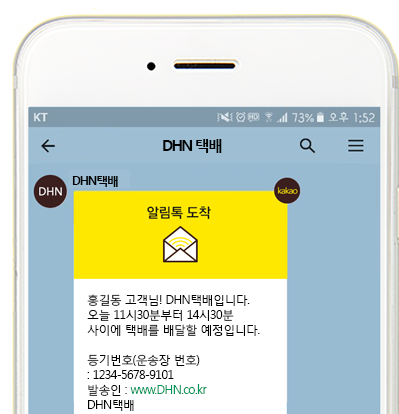 KT 73% 오후 1:52
DHN 택배
DHN DHN택배
kakao
알림톡 도착
홍길동 고객님! DHN택배입니다.
오늘 11시30분부터 14시30분
사이에 택배를 배달할 예정입니다.
등기번호(운송장 번호)
: 1234-5678-9101
발송인 : www.DHN.co.kr
DHN택배